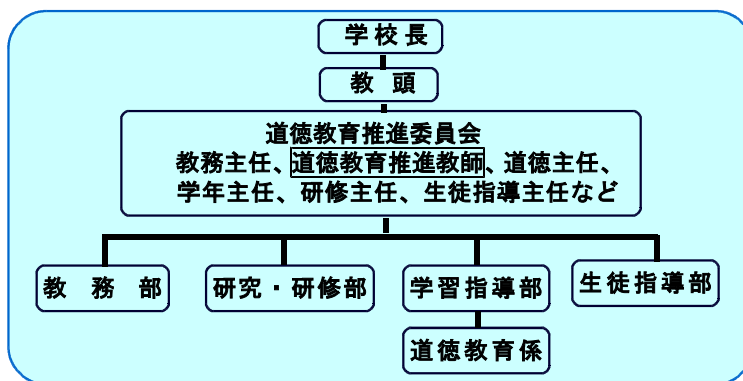 学校長
教頭
道徳教育推進委員会
教務主任、道徳教育推進教師、道徳主任、
学年主任、研修主任、生徒指導主任など
教務部
研究・研修部
学習指導部
生徒指導部
道徳教育係